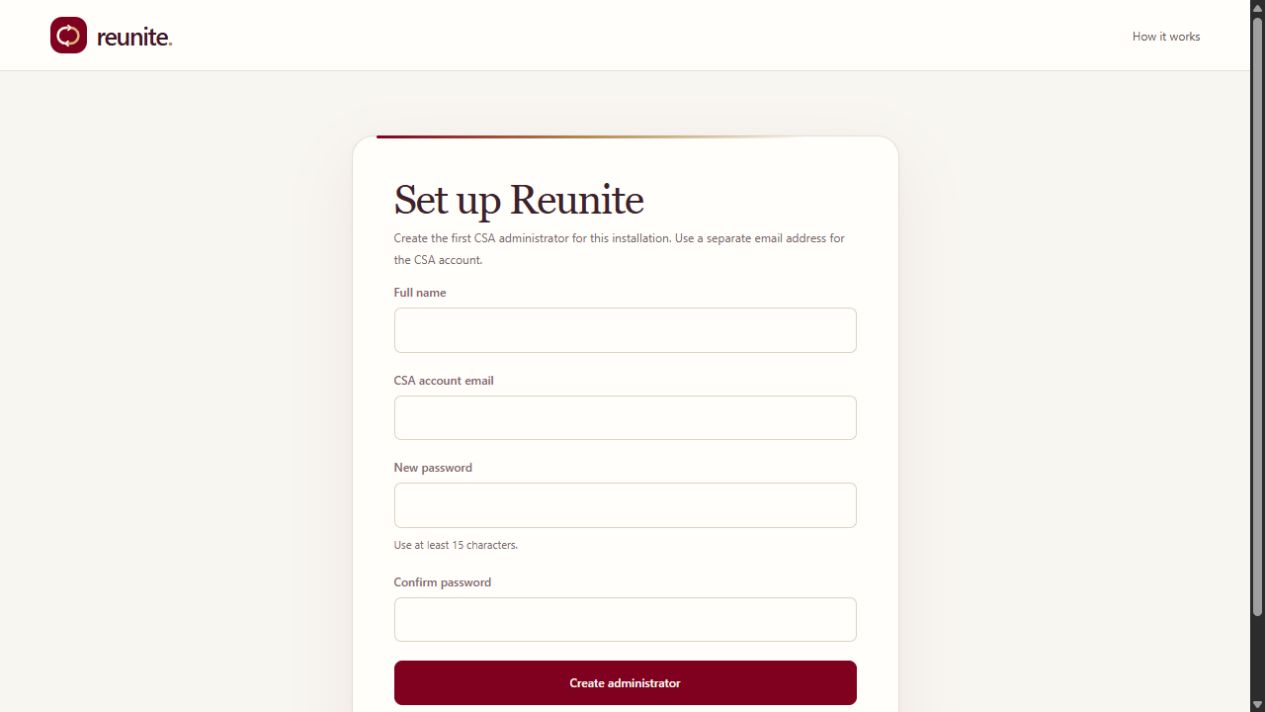 reunite.
How it works
Set up Reunite
Create the first CSA administrator for this installation. Use a separate email address for
the CSA account.
Full name
CSA account email
New password
Use at least 15 characters.
Confirm password
Create administrator